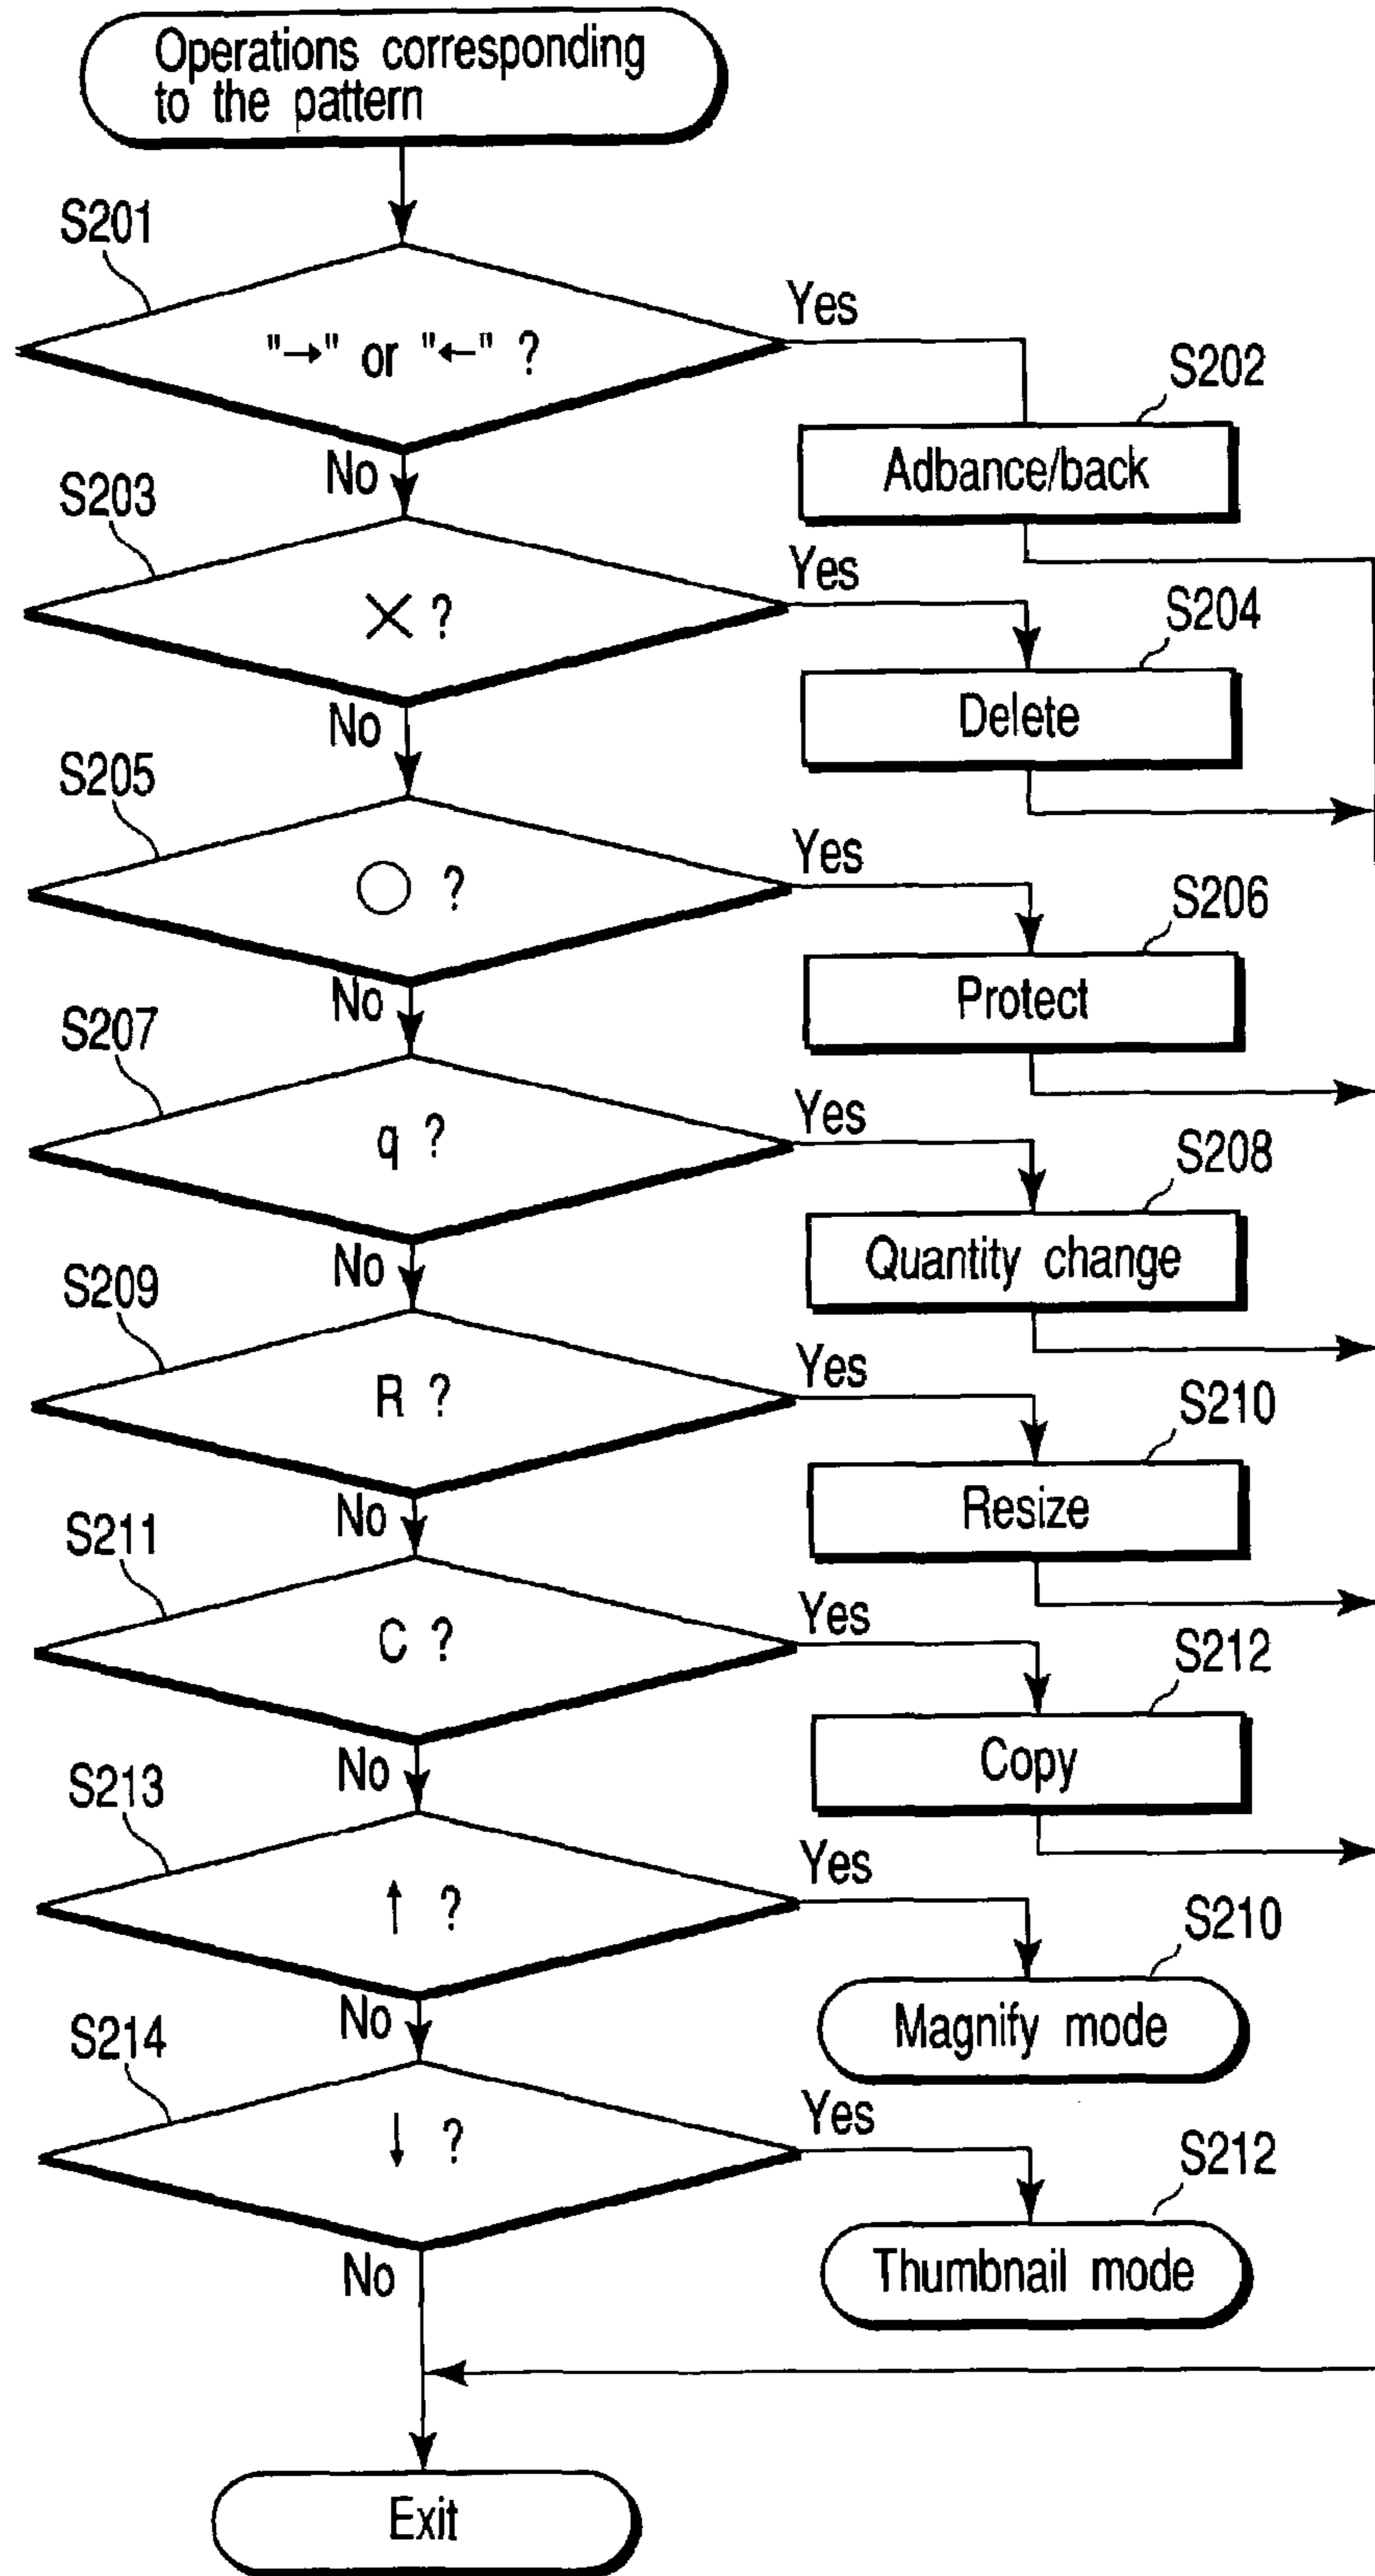 Operations corresponding
to the pattern
S201
"→" or "←" ?
Yes
S202
Adbance/back
No
S203
× ?
Yes
S204
Delete
No
S205
○ ?
Yes
S206
Protect
No
S207
q ?
Yes
S208
Quantity change
No
S209
R ?
Yes
S210
Resize
No
S211
C ?
Yes
S212
Copy
No
S213
↑ ?
Yes
S210
Magnify mode
No
S214
↓ ?
Yes
S212
Thumbnail mode
No
Exit